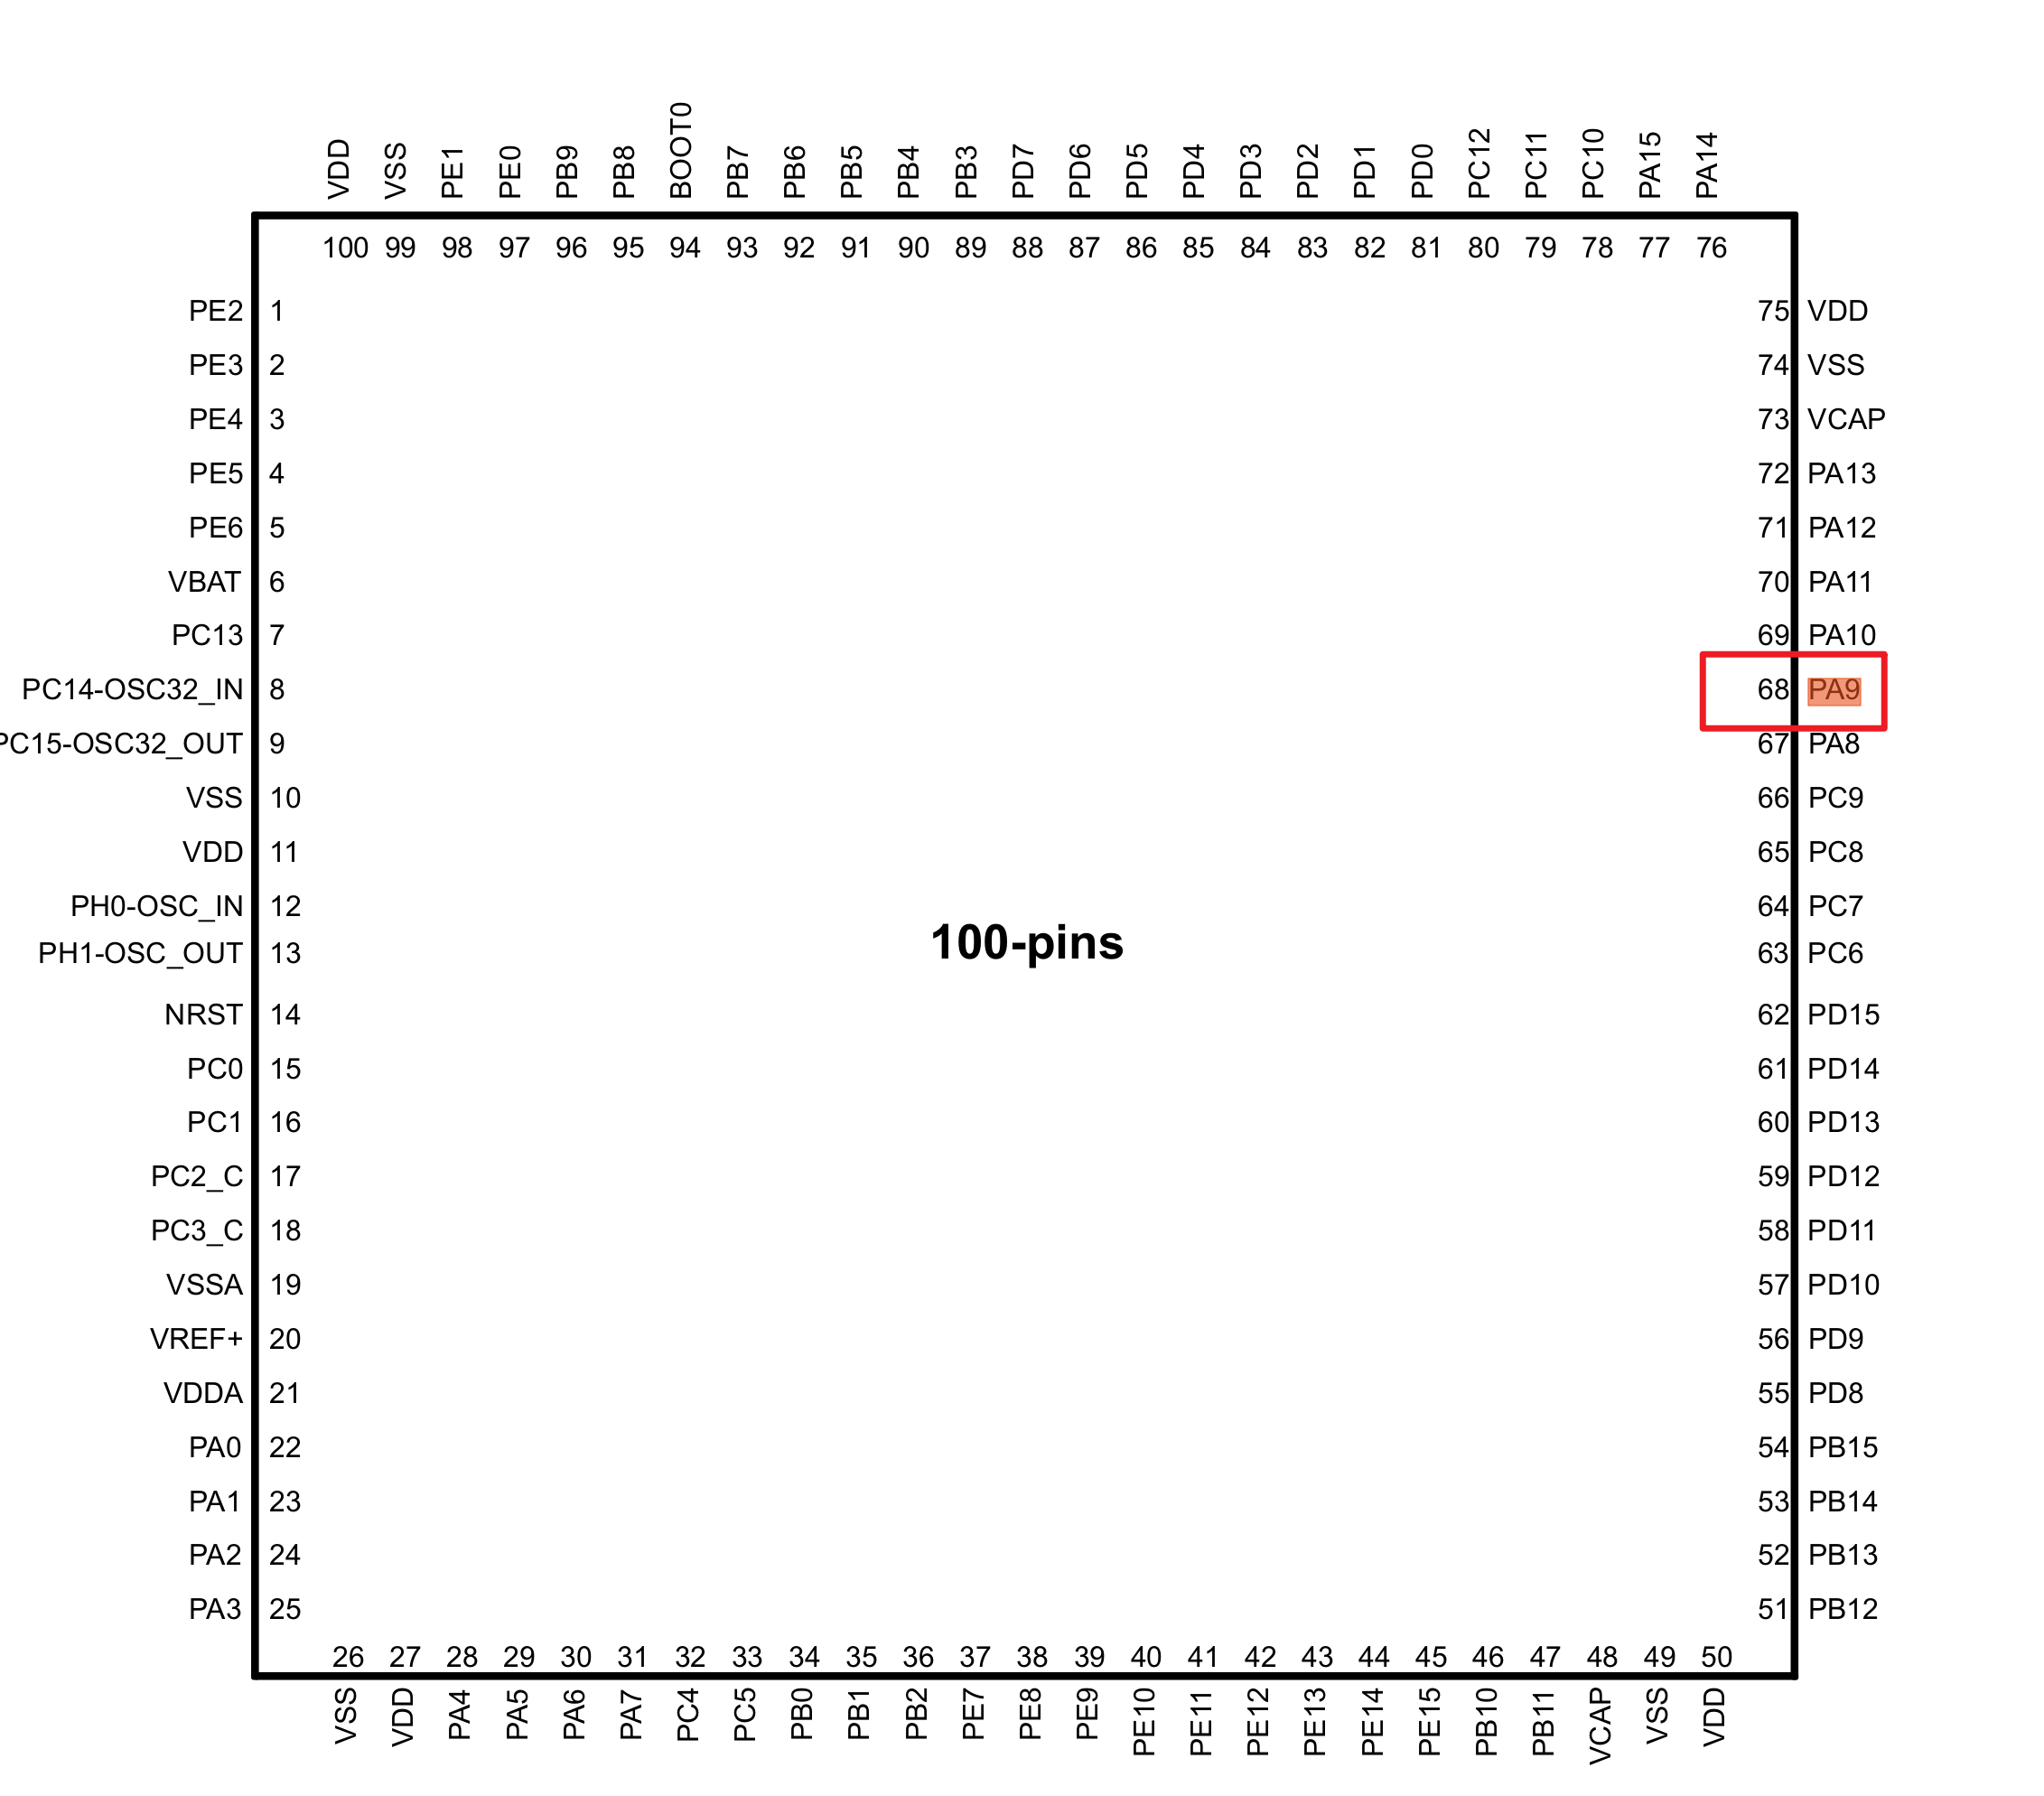 VDD VSS PE1 PE0 PB9 PB8 BOOT0 PB7 PB6 PB5 PB4 PB3 PD7 PD6 PD5 PD4 PD3 PD2 PD1 PD0 PC12 PC11 PC10 PA15 PA14
100 99 98 97 96 95 94 93 92 91 90 89 88 87 86 85 84 83 82 81 80 79 78 77 76
PE2 1 75 VDD
PE3 2 74 VSS
PE4 3 73 VCAP
PE5 4 72 PA13
PE6 5 71 PA12
VBAT 6 70 PA11
PC13 7 69 PA10
PC14-OSC32_IN 8 68 PA9
PC15-OSC32_OUT 9 67 PA8
VSS 10 66 PC9
VDD 11 65 PC8
PH0-OSC_IN 12 64 PC7
100-pins
PH1-OSC_OUT 13 63 PC6
NRST 14 62 PD15
PC0 15 61 PD14
PC1 16 60 PD13
PC2_C 17 59 PD12
PC3_C 18 58 PD11
VSSA 19 57 PD10
VREF+ 20 56 PD9
VDDA 21 55 PD8
PA0 22 54 PB15
PA1 23 53 PB14
PA2 24 52 PB13
PA3 25 51 PB12
26 27 28 29 30 31 32 33 34 35 36 37 38 39 40 41 42 43 44 45 46 47 48 49 50
VSS VDD PA4 PA5 PA6 PA7 PC4 PC5 PB0 PB1 PB2 PE7 PE8 PE9 PE10 PE11 PE12 PE13 PE14 PE15 PB10 PB11 VCAP VSS VDD